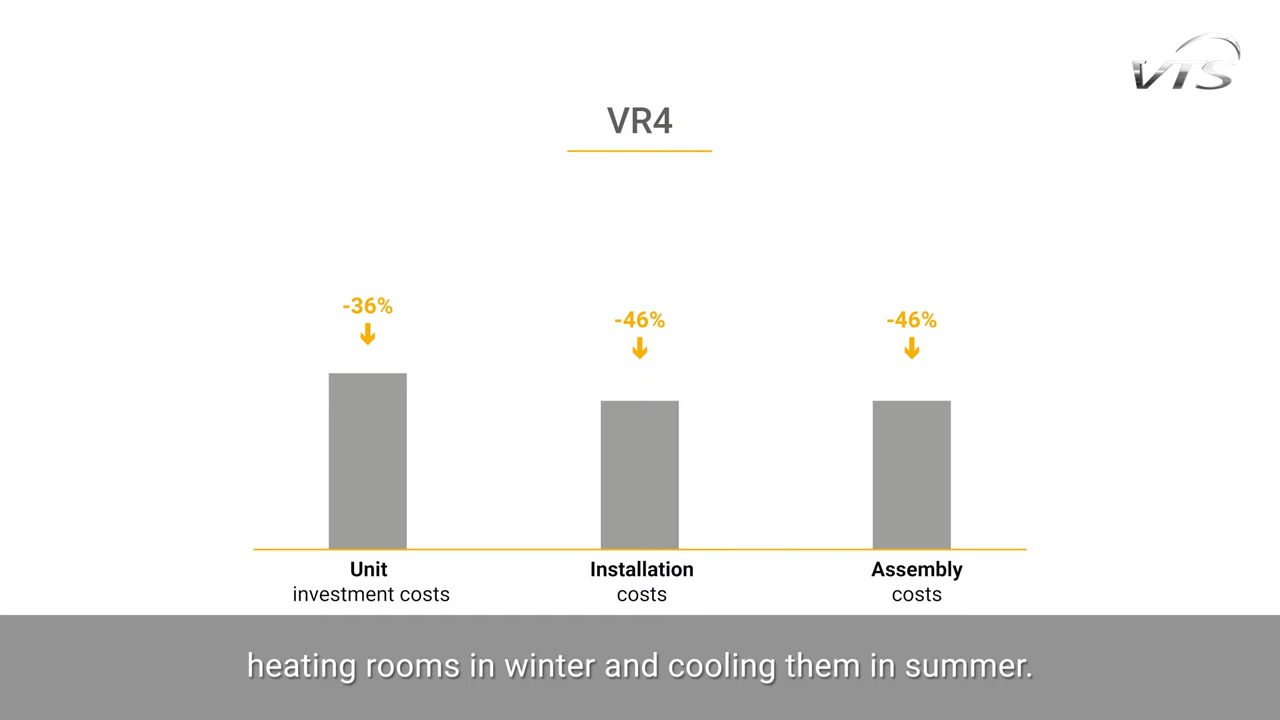 VTS
VR4
-36%
-46%
-46%
Unit
investment costs
Installation
costs
Assembly
costs
heating rooms in winter and cooling them in summer.